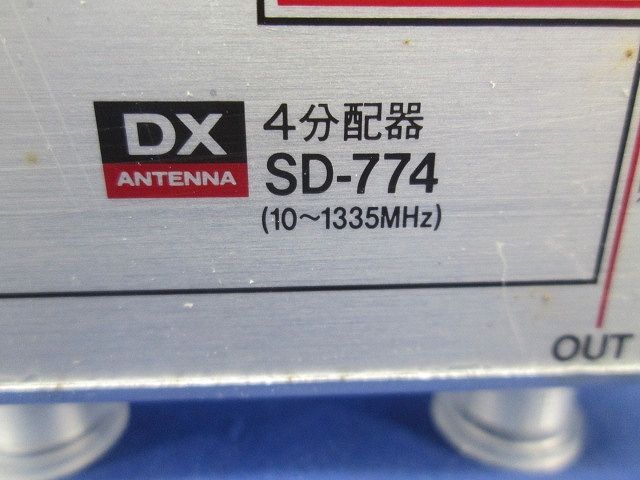 DX
ANTENNA
4分配器
SD-774
(10～1335MHz)
OUT